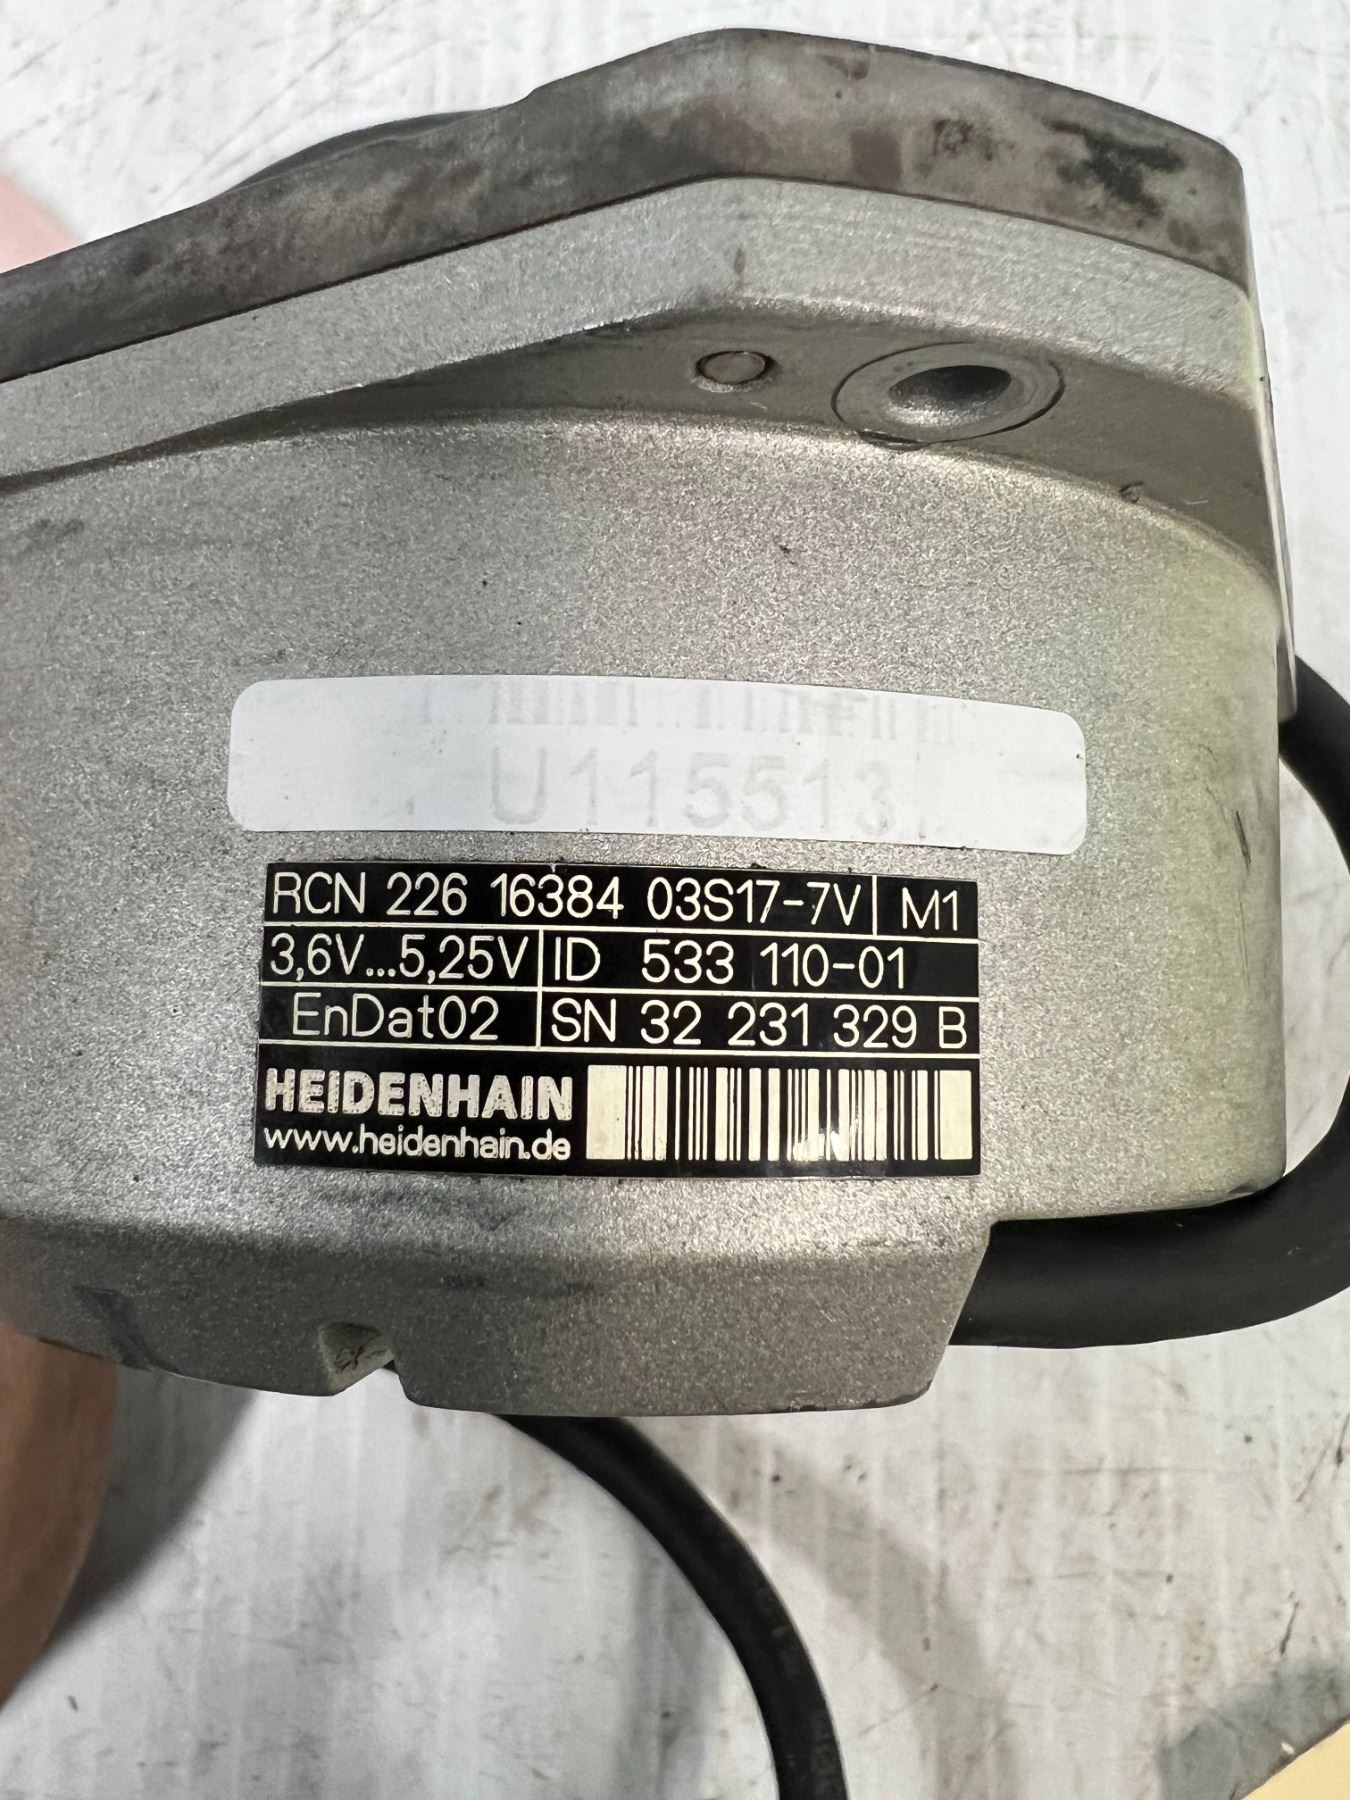 U115513
RCN 226 16384 03S17-7V M1
3,6V...5,25V ID 533 110-01
EnDat02 SN 32 231 329 B
HEIDENHAIN
www.heidenhain.de